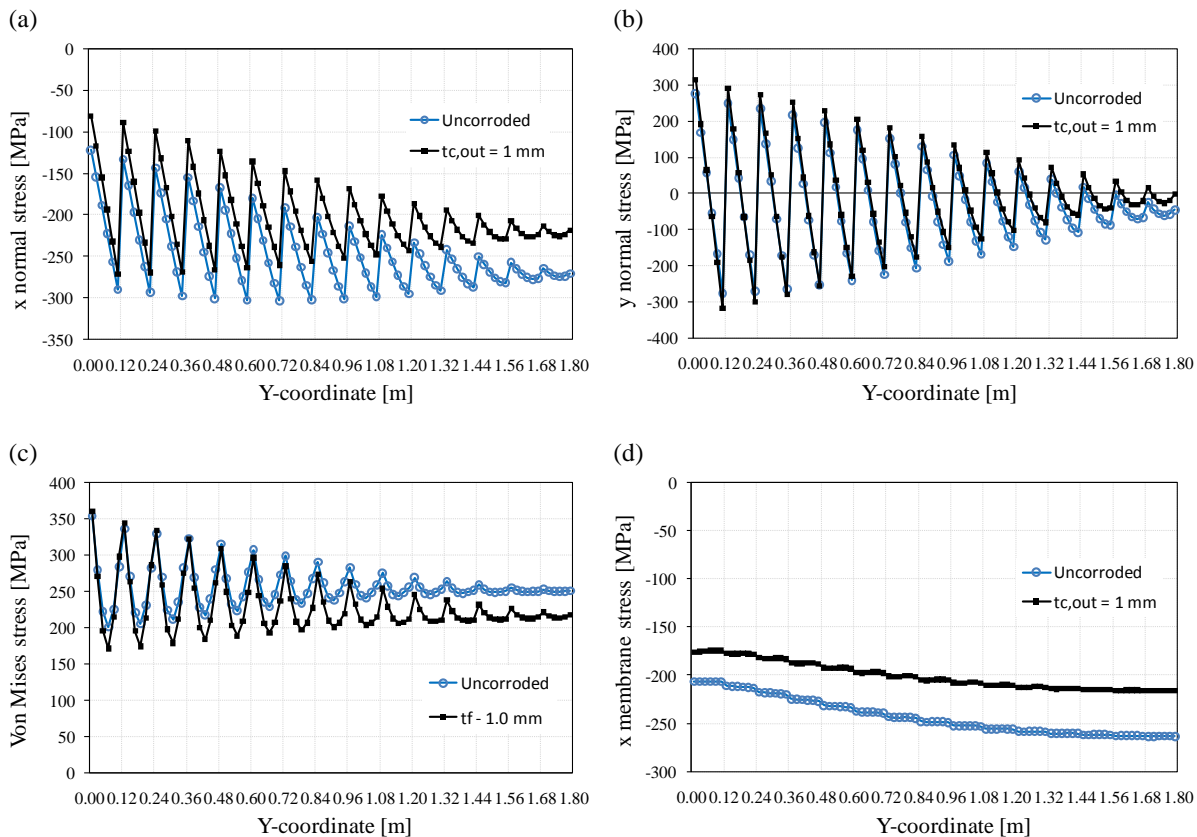 (a)
0
-50
-100
-150
-200
-250
-300
-350
x normal stress [MPa]
Uncorroded
tc,out = 1 mm
0.00 0.12 0.24 0.36 0.48 0.60 0.72 0.84 0.96 1.08 1.20 1.32 1.44 1.56 1.68 1.80
Y-coordinate [m]
(b)
400
300
200
100
0
-100
-200
-300
-400
y normal stress [MPa]
Uncorroded
tc,out = 1 mm
0.00 0.12 0.24 0.36 0.48 0.60 0.72 0.84 0.96 1.08 1.20 1.32 1.44 1.56 1.68 1.80
Y-coordinate [m]
(c)
400
350
300
250
200
150
100
50
0
Von Mises stress [MPa]
Uncorroded
tf - 1.0 mm
0.00 0.12 0.24 0.36 0.48 0.60 0.72 0.84 0.96 1.08 1.20 1.32 1.44 1.56 1.68 1.80
Y-coordinate [m]
(d)
0
-50
-100
-150
-200
-250
-300
x membrane stress [MPa]
Uncorroded
tc,out = 1 mm
0.00 0.12 0.24 0.36 0.48 0.60 0.72 0.84 0.96 1.08 1.20 1.32 1.44 1.56 1.68 1.80
Y-coordinate [m]